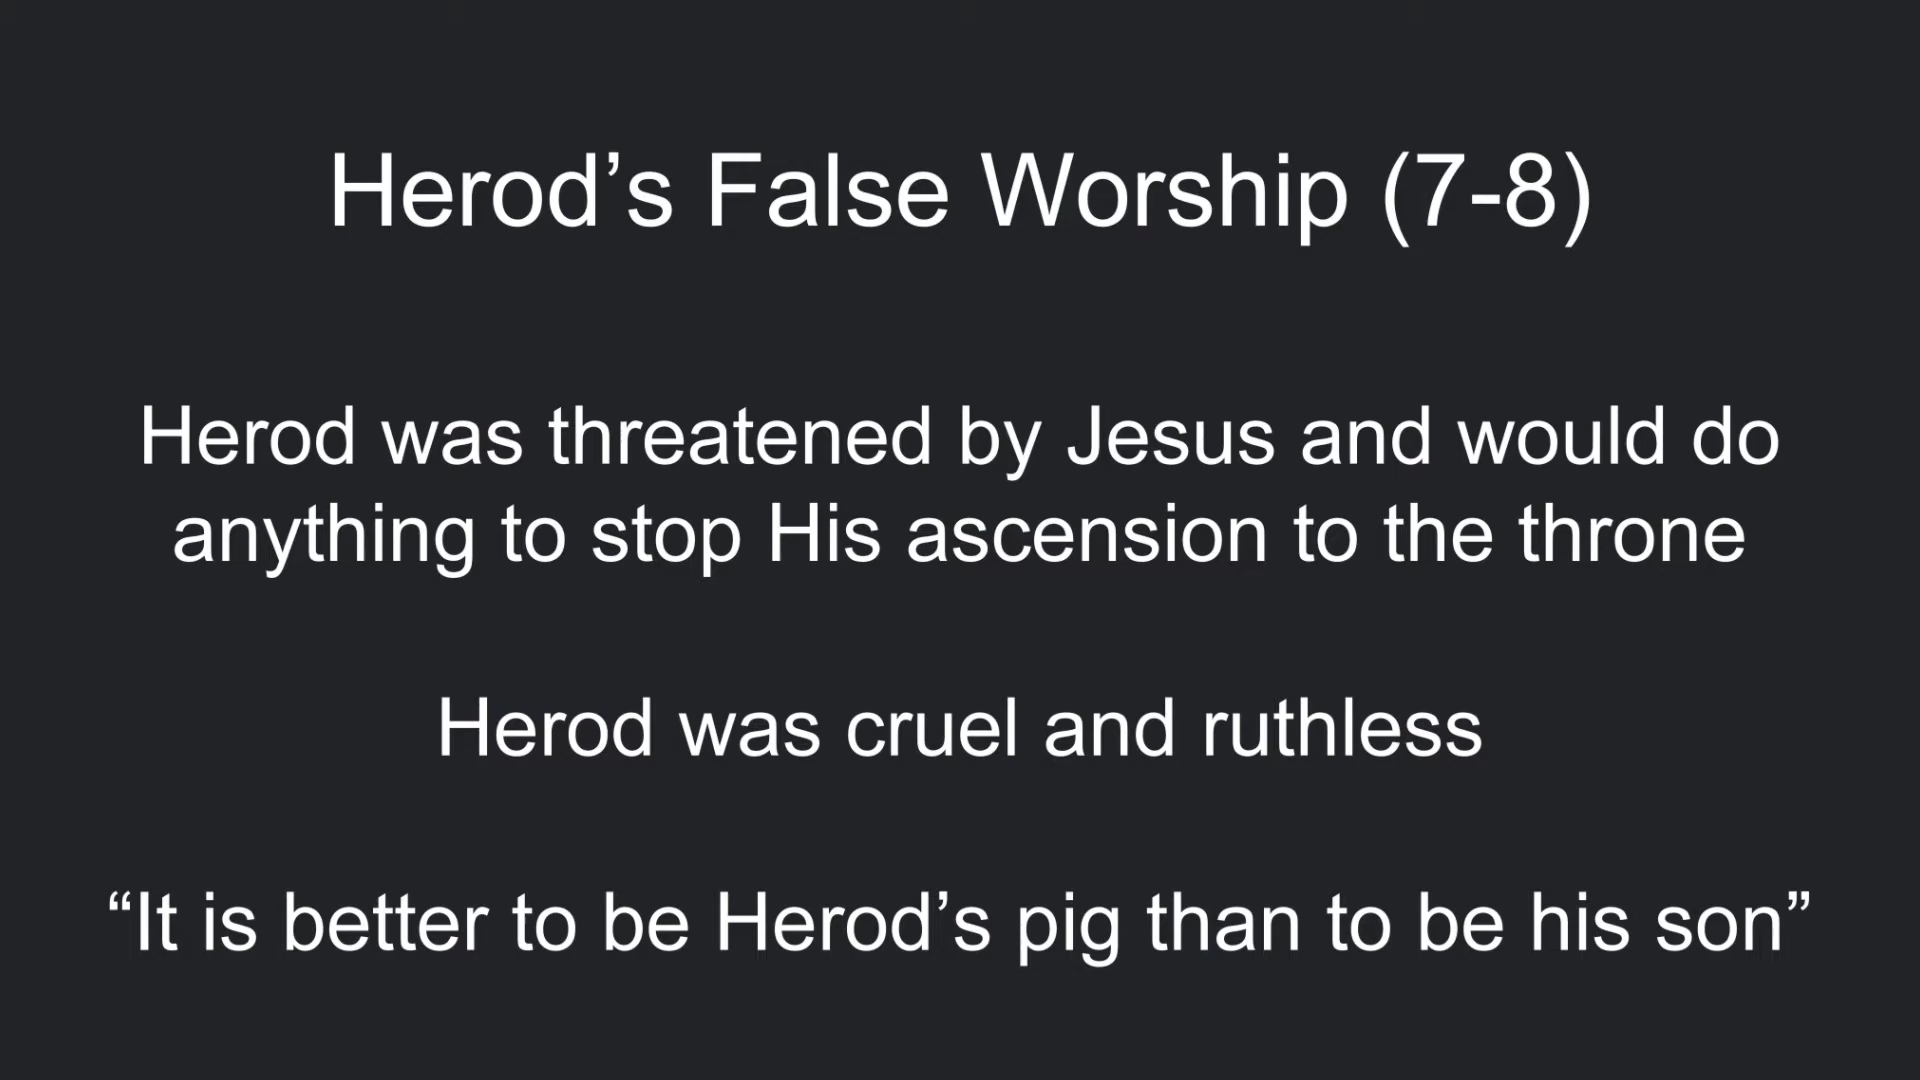 Herod’s False Worship (7-8)
Herod was threatened by Jesus and would do
anything to stop His ascension to the throne
Herod was cruel and ruthless
“It is better to be Herod’s pig than to be his son”